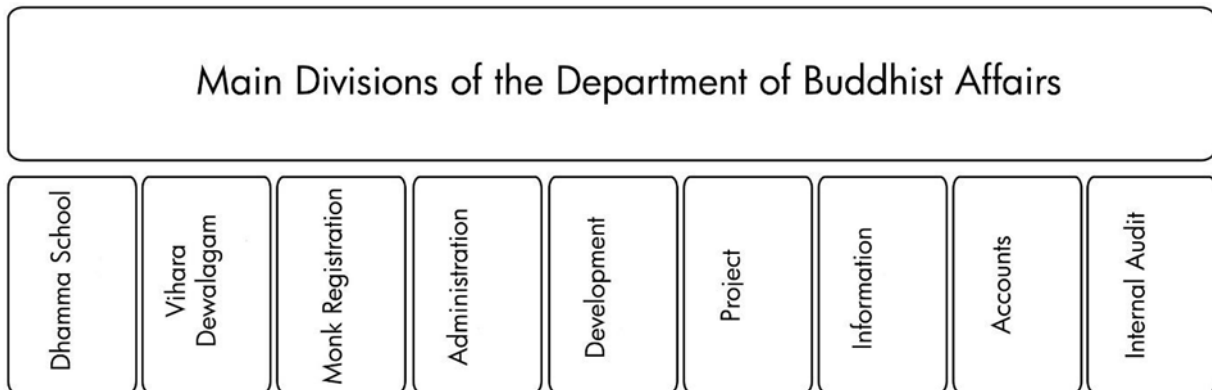 Main Divisions of the Department of Buddhist Affairs
Dhamma School
Vihara
Dewalagam
Monk Registration
Administration
Development
Project
Information
Accounts
Internal Audit